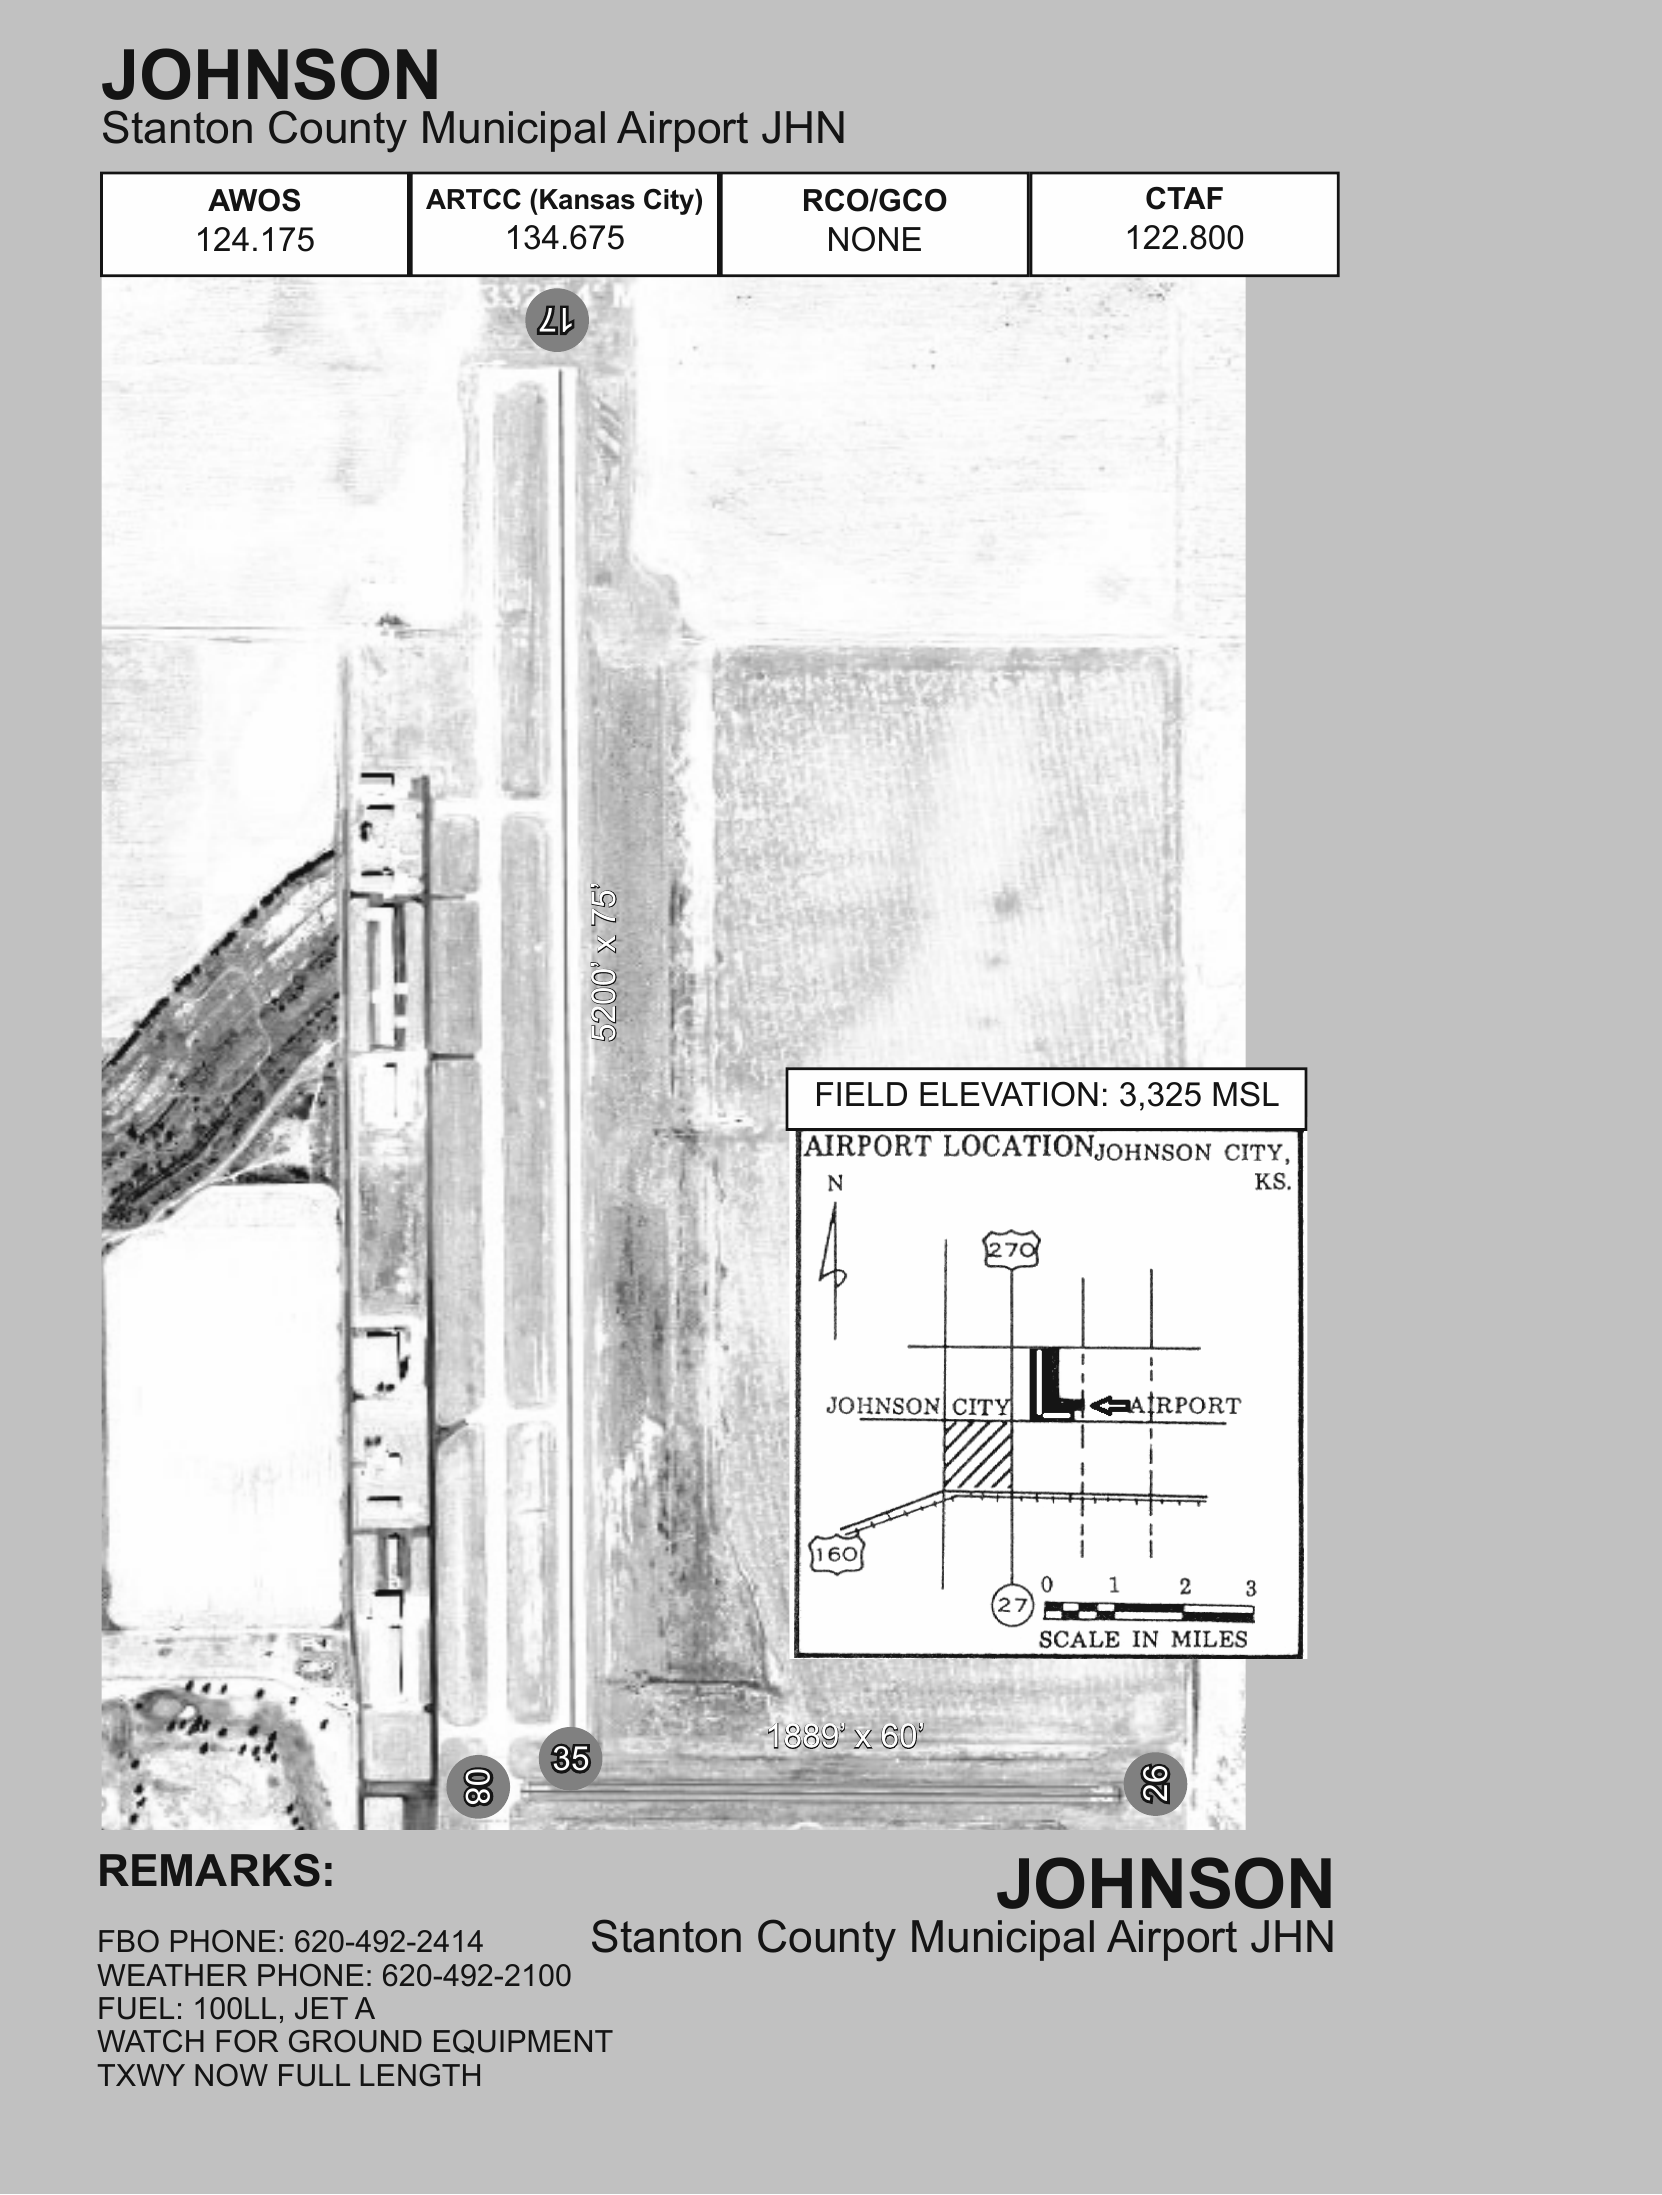 JOHNSON
Stanton County Municipal Airport JHN
AWOS
124.175
ARTCC (Kansas City)
134.675
RCO/GCO
NONE
CTAF
122.800
17
5200' x 75'
FIELD ELEVATION: 3,325 MSL
AIRPORT LOCATION
JOHNSON CITY,
KS.
N
270
JOHNSON CITY
AIRPORT
160
27
0 1 2 3
SCALE IN MILES
1889' x 60'
35
08
26
REMARKS:
FBO PHONE: 620-492-2414
WEATHER PHONE: 620-492-2100
FUEL: 100LL, JET A
WATCH FOR GROUND EQUIPMENT
TXWY NOW FULL LENGTH
JOHNSON
Stanton County Municipal Airport JHN